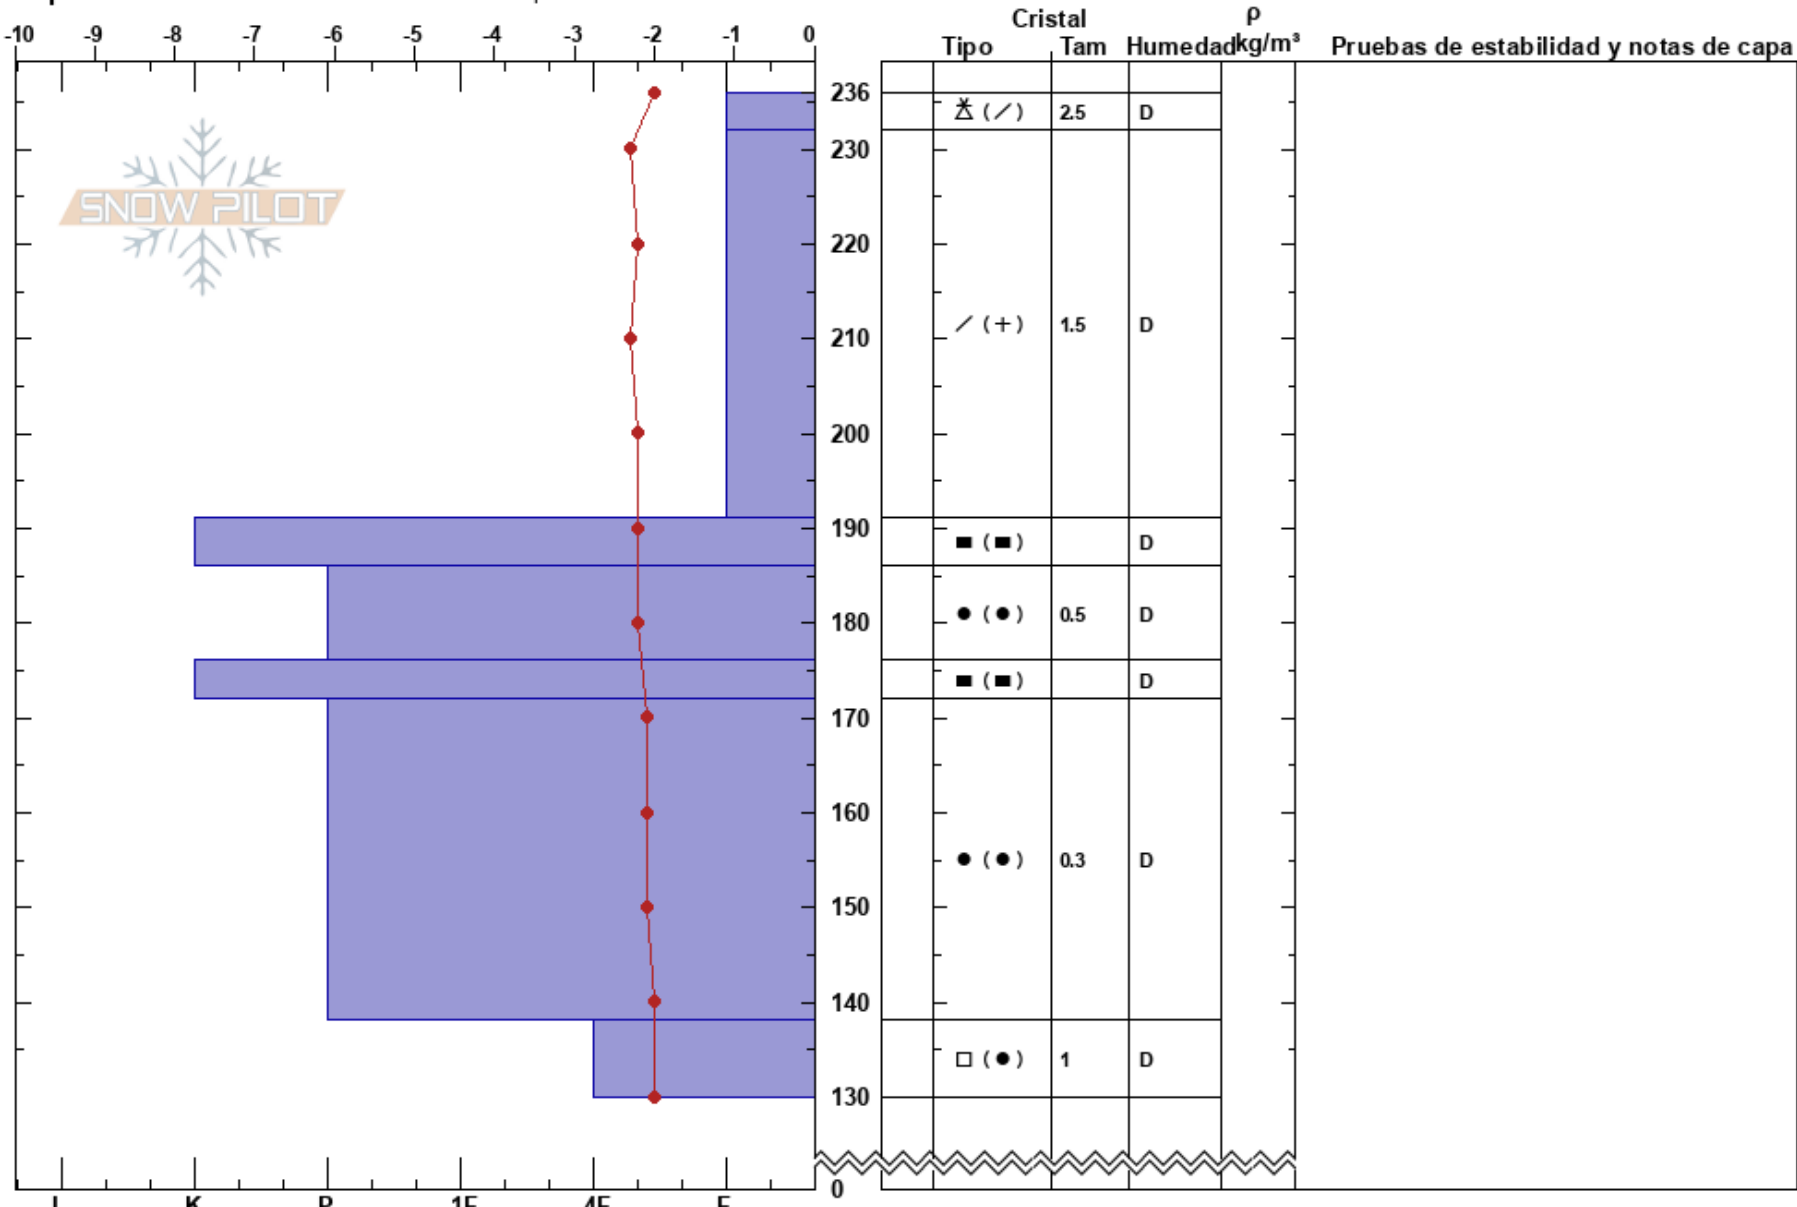 Cristal ρ
-10 -9 -8 -7 -6 -5 -4 -3 -2 -1 0 Tipo Tam Humedad kg/m³ Pruebas de estabilidad y notas de capa
236
2.5 D
230
SNOW PILOT
220
210
/ (+) 1.5 D
200
190
■ (■) D
● (●) 0.5 D
180
■ (■) D
170
160
● (●) 0.3 D
150
140
□ (●) 1 D
130
0
K 1F 4F F